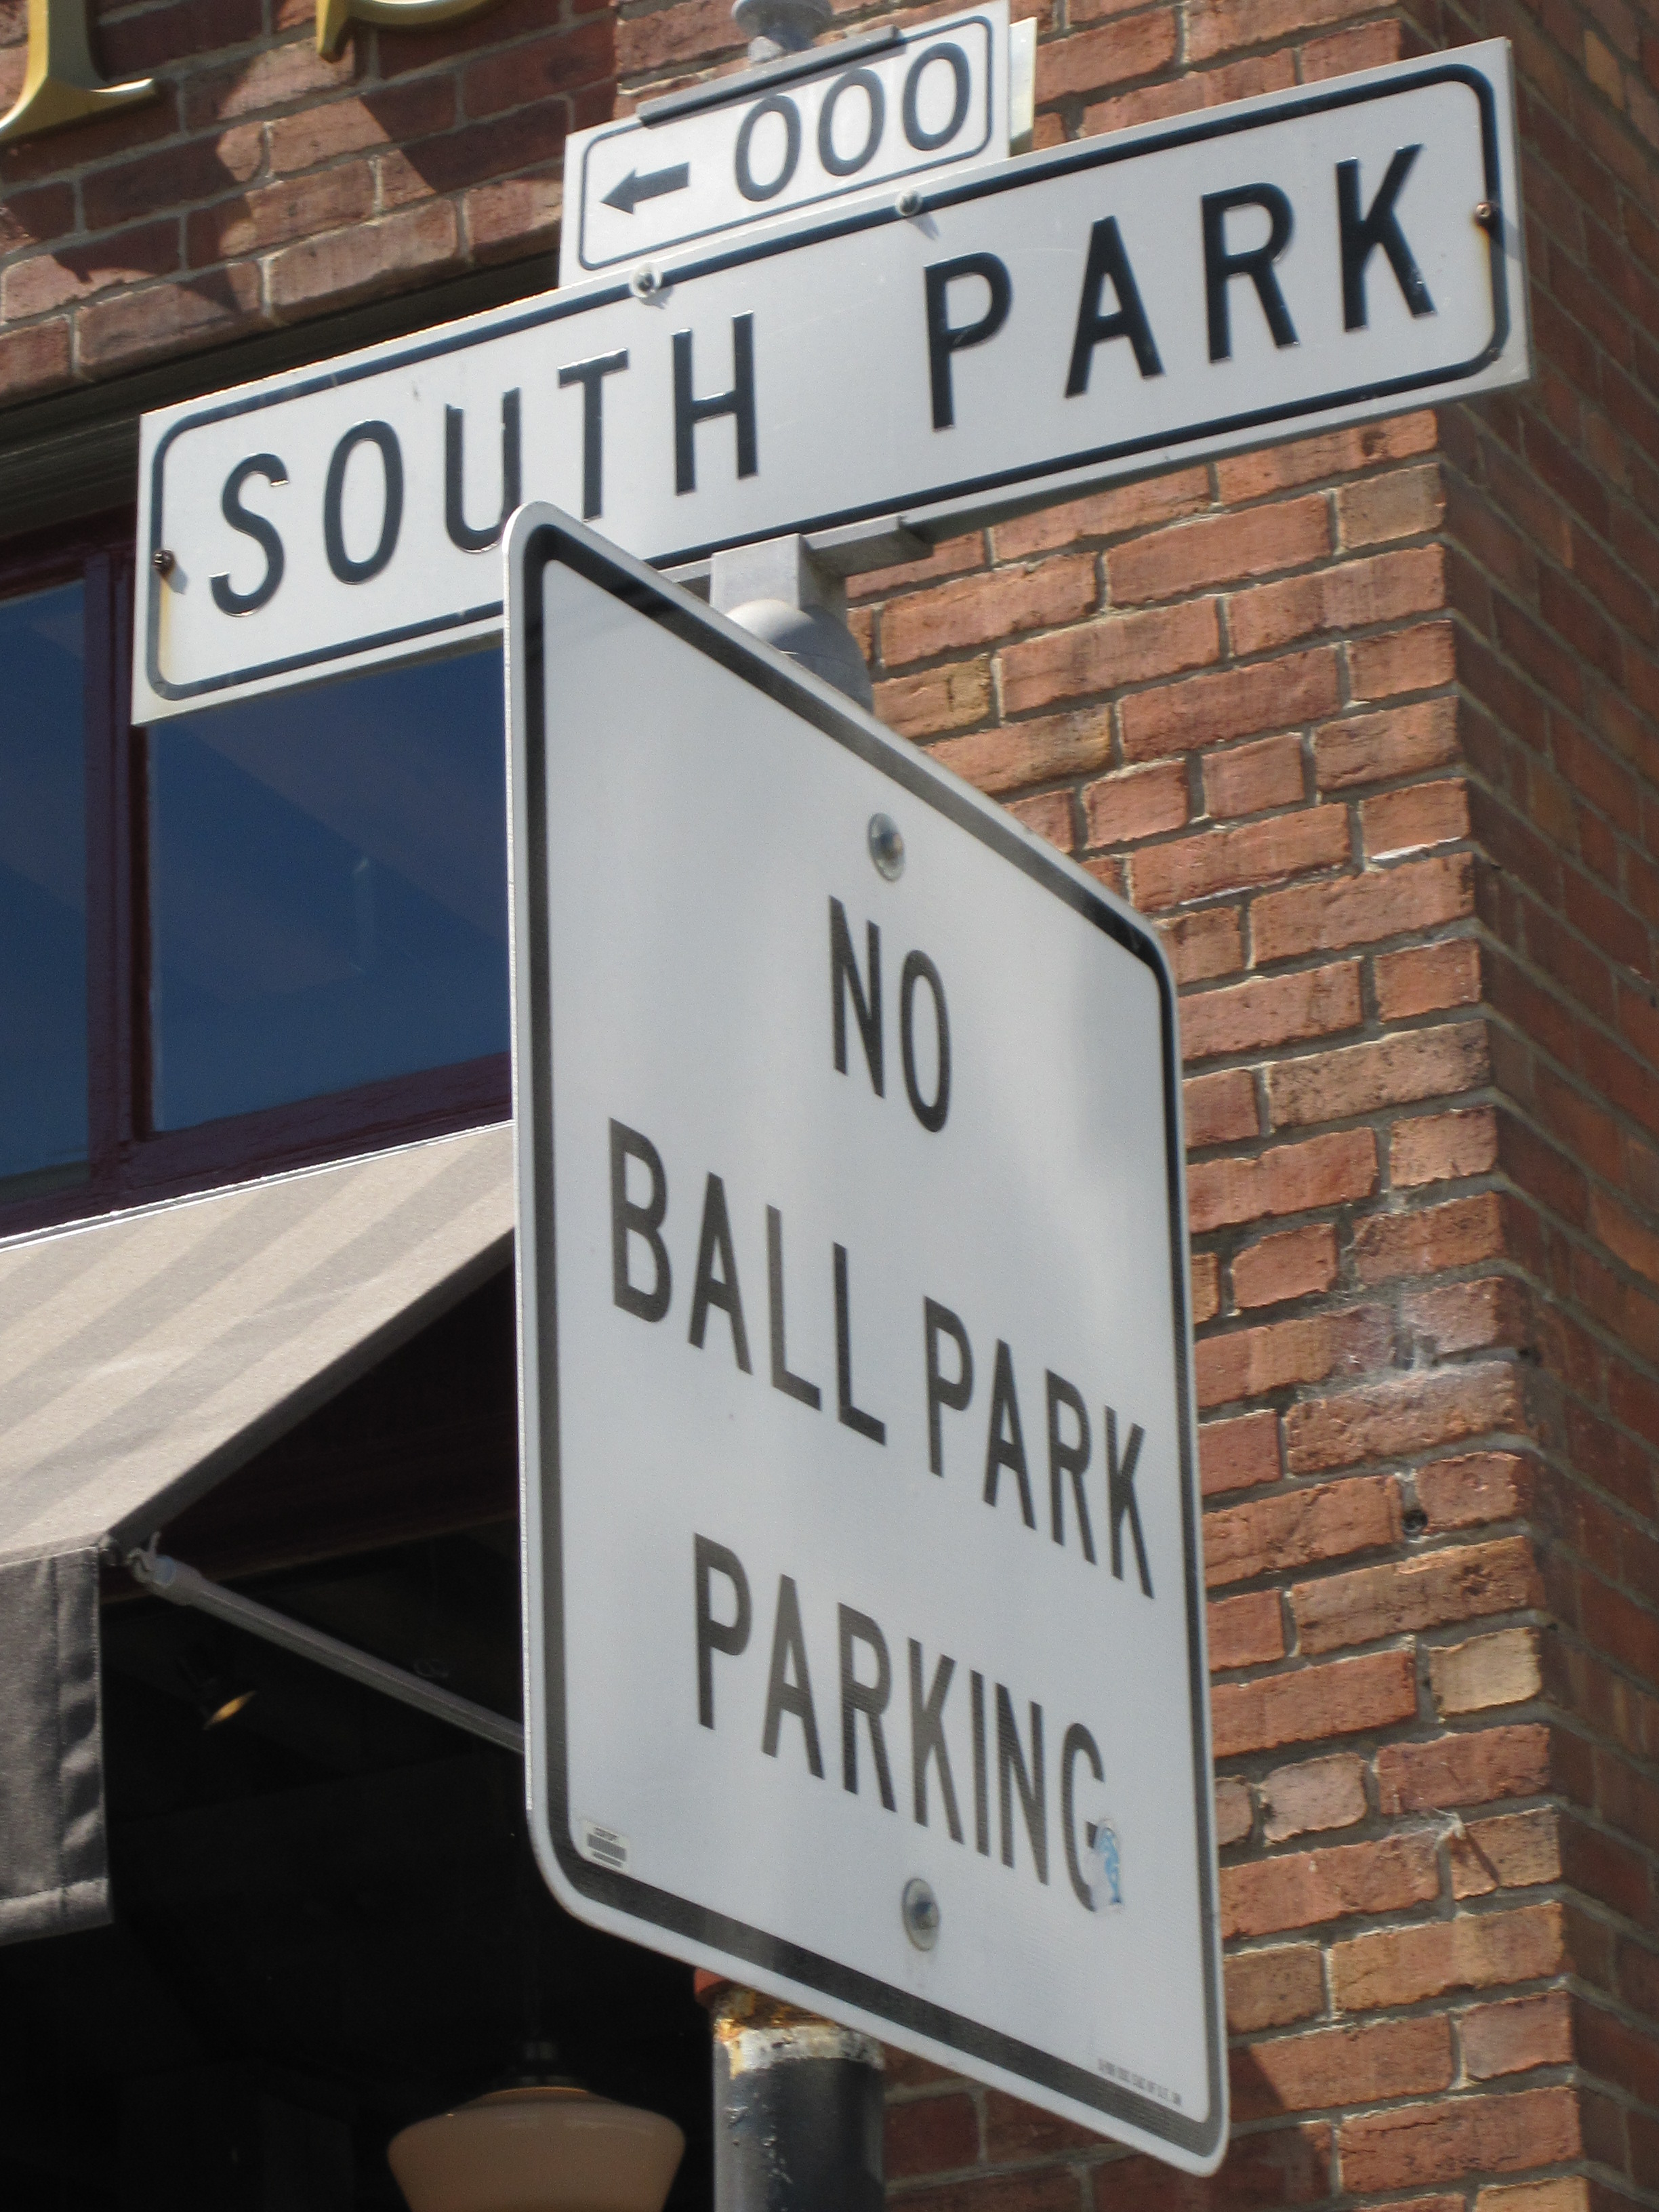 ← 000
SOUTH PARK
NO
BALL PARK
PARKING